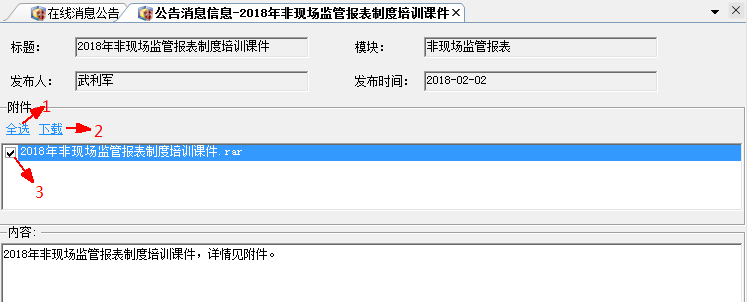 在线消息公告 公告消息信息-2018年非现场监管报表制度培训课件
标题： 2018年非现场监管报表制度培训课件 模块： 非现场监管报表
发布人： 武利军 发布时间： 2018-02-02
附件 1
全选 下载 2
2018年非现场监管报表制度培训课件.rar
3
内容:
2018年非现场监管报表制度培训课件，详情见附件。